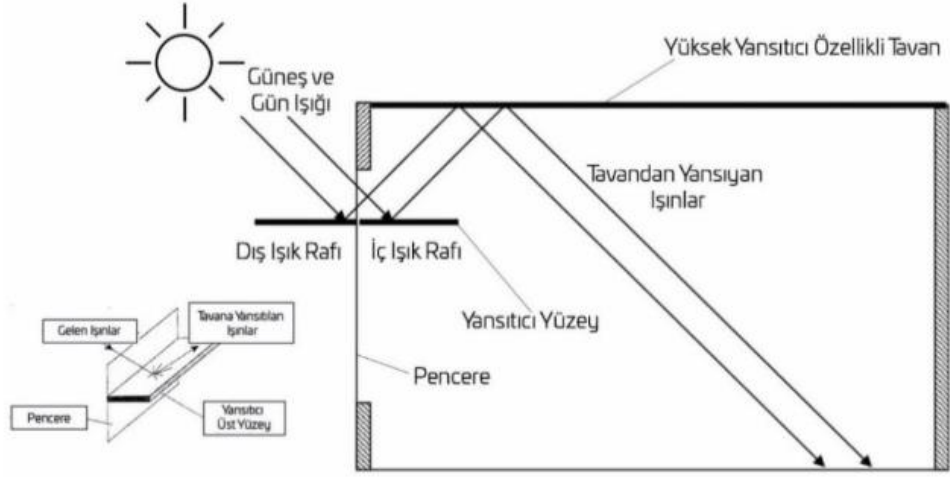 Yüksek Yansıtıcı Özellikli Tavan
Güneş ve
Gün Işığı
Tavandan Yansıyan
Işınlar
Dış Işık Rafı
İç Işık Rafı
Yansıtıcı Yüzey
Pencere
Gelen Işınlar
Tavana Yansıtılan
Işınlar
Pencere
Yansıtıcı
Üst Yüzey